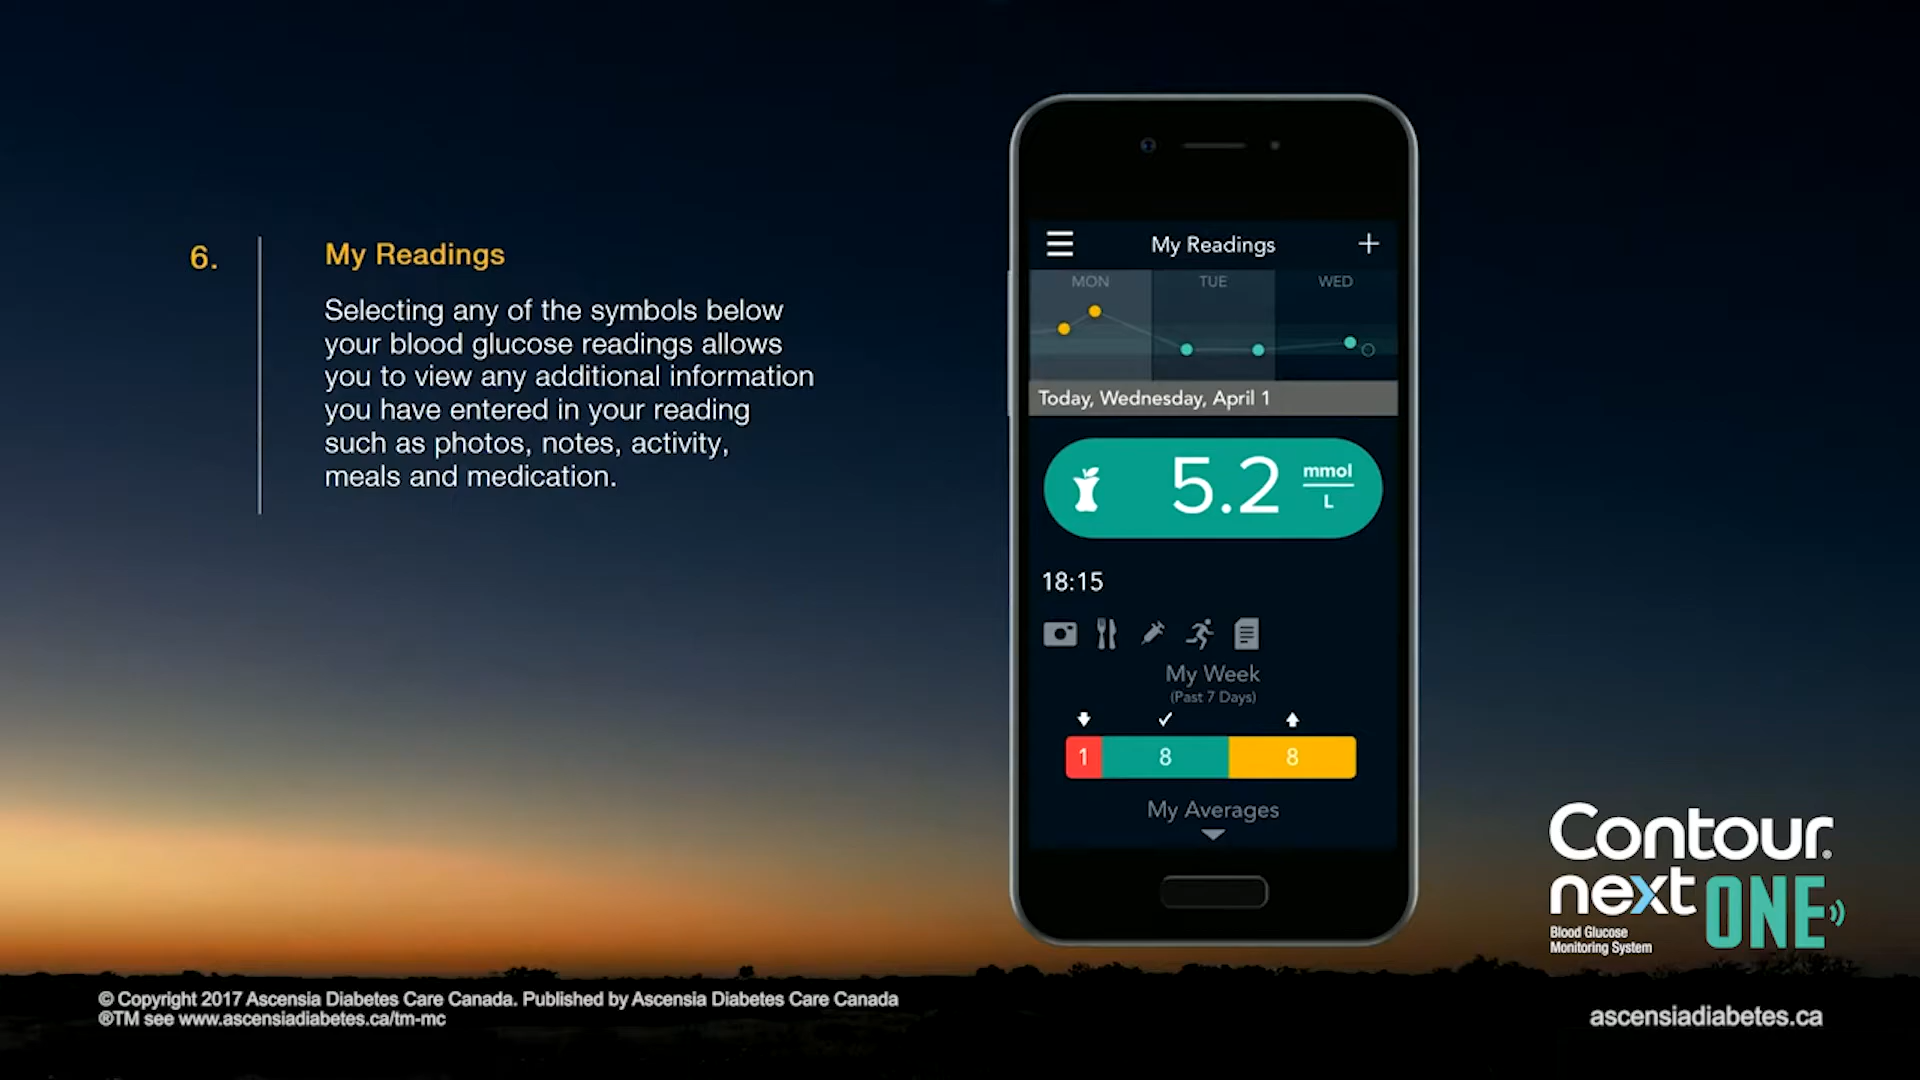 6.
My Readings
Selecting any of the symbols below
your blood glucose readings allows
you to view any additional information
you have entered in your reading
such as photos, notes, activity,
meals and medication.
My Readings
MON TUE WED
Today, Wednesday, April 1
5.2 mmol
L
18:15
My Week
(Past 7 Days)
1 8 8
My Averages
Contour®
next ONE
Blood Glucose
Monitoring System
© Copyright 2017 Ascensia Diabetes Care Canada. Published by Ascensia Diabetes Care Canada
®TM see www.ascensiadiabetes.ca/tm-mc
ascensiadiabetes.ca